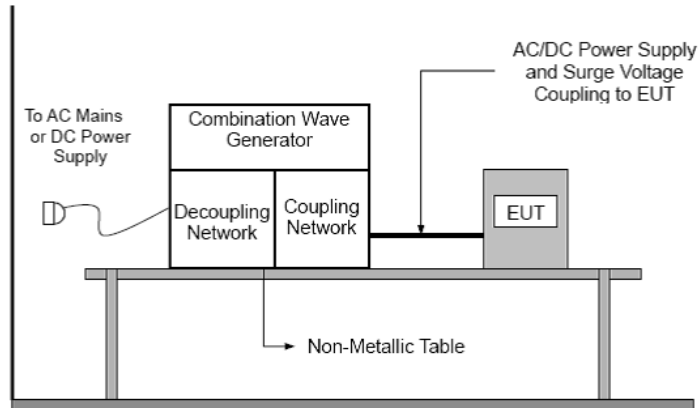 AC/DC Power Supply
and Surge Voltage
Coupling to EUT
To AC Mains
or DC Power
Supply
Combination Wave
Generator
Decoupling
Network
Coupling
Network
EUT
Non-Metallic Table